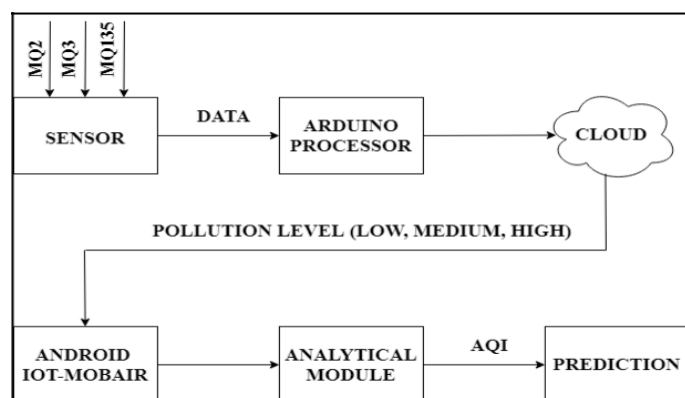 MQ2
MQ3
MQ135
SENSOR
DATA
ARDUINO
PROCESSOR
CLOUD
POLLUTION LEVEL (LOW, MEDIUM, HIGH)
ANDROID
IOT-MOBAIR
ANALYTICAL
MODULE
AQI
PREDICTION